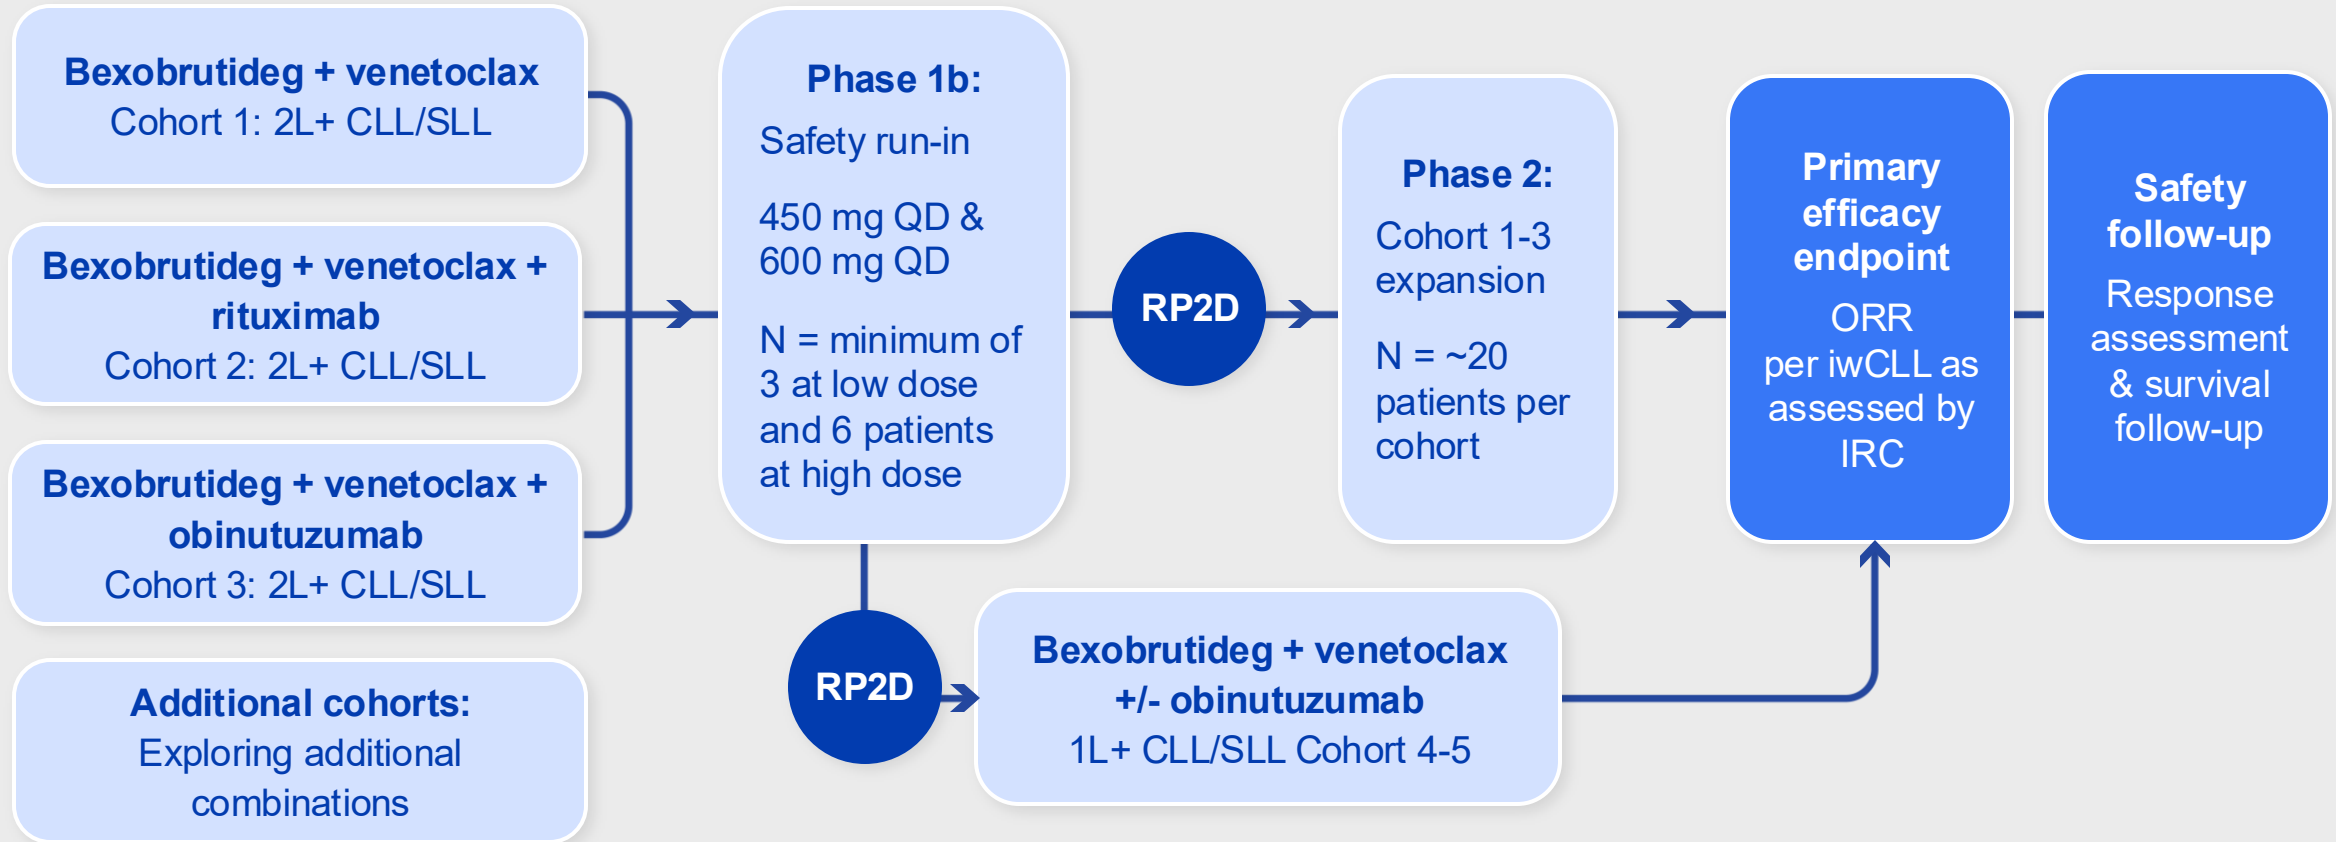 Bexobrutideg + venetoclax
Cohort 1: 2L+ CLL/SLL
Bexobrutideg + venetoclax +
rituximab
Cohort 2: 2L+ CLL/SLL
Bexobrutideg + venetoclax +
obinutuzumab
Cohort 3: 2L+ CLL/SLL
Additional cohorts:
Exploring additional
combinations
Phase 1b:
Safety run-in
450 mg QD &
600 mg QD
N = minimum of
3 at low dose
and 6 patients
at high dose
RP2D
Phase 2:
Cohort 1-3
expansion
N = ~20
patients per
cohort
RP2D
Bexobrutideg + venetoclax
+/- obinutuzumab
1L+ CLL/SLL Cohort 4-5
Primary
efficacy
endpoint
ORR
per iwCLL as
assessed by
IRC
Safety
follow-up
Response
assessment
& survival
follow-up